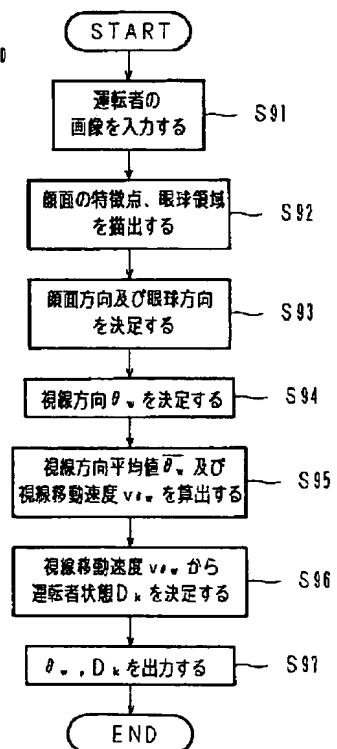 START
運転者の
画像を入力する
S91
顔面の特徴点、眼球領域
を描出する
S92
顔面方向及び眼球方向
を決定する
S93
視線方向θw を決定する
S94
視線方向平均値θw 及び
視線移動速度vθw を算出する
S95
視線移動速度vθw から
運転者状態Dk を決定する
S96
θw , Dk を出力する
S97
END